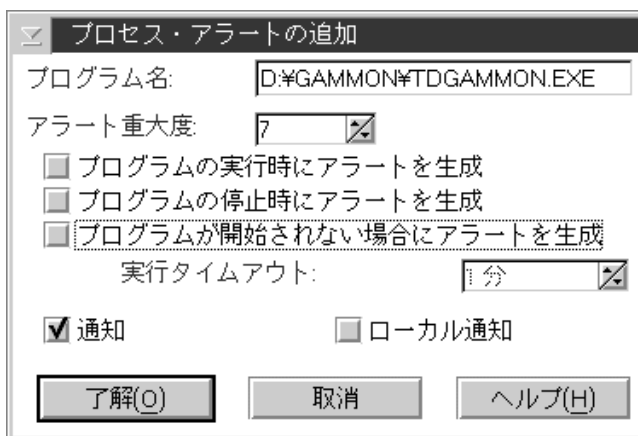 プロセス・アラートの追加
プログラム名: D:¥GAMMON¥TDGAMMON.EXE
アラート重大度: 7
プログラムの実行時にアラートを生成
プログラムの停止時にアラートを生成
プログラムが開始されない場合にアラートを生成
実行タイムアウト: 1 分
通知 ローカル通知
了解(O) 取消 ヘルプ(H)